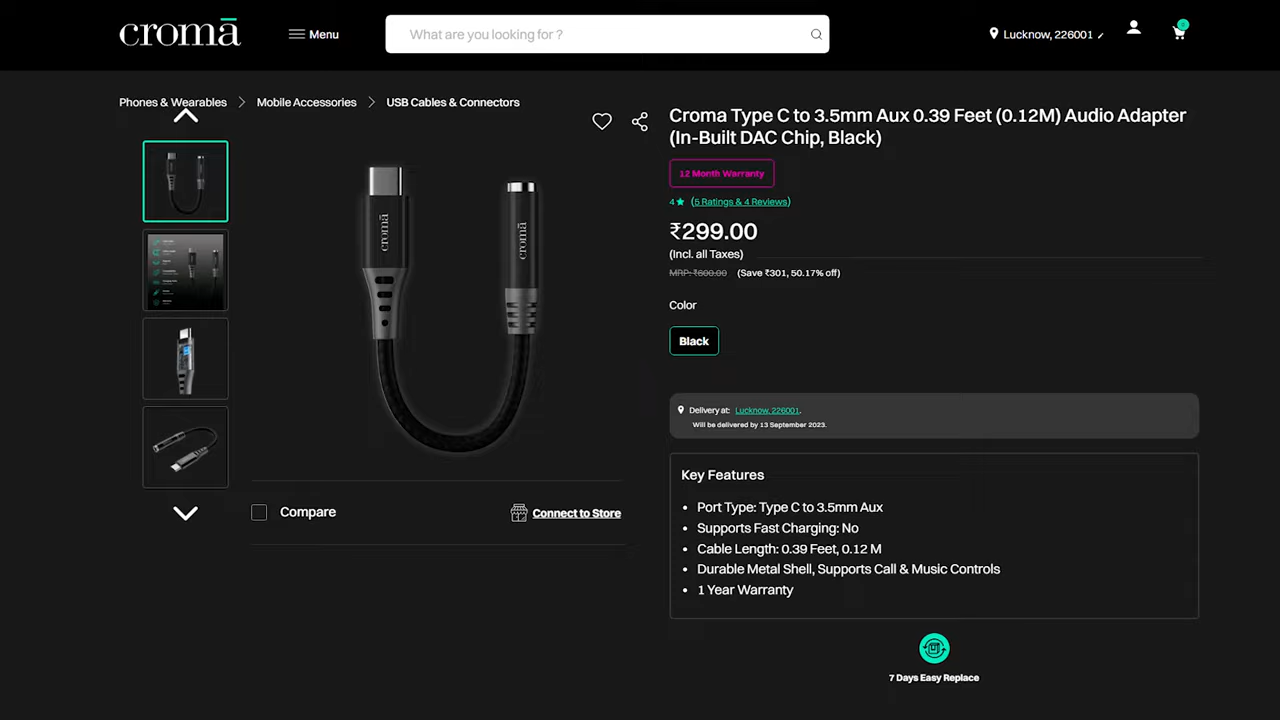 cromā
Menu
What are you looking for ?
Lucknow, 226001
Phones & Wearables
Mobile Accessories
USB Cables & Connectors
Croma Type C to 3.5mm Aux 0.39 Feet (0.12M) Audio Adapter
(In-Built DAC Chip, Black)
12 Month Warranty
4★ (5 Ratings & 4 Reviews)
₹299.00
(Incl. all Taxes)
MRP: ₹600.00 (Save ₹301, 50.17% off)
Color
Black
cromā
cromā
Delivery at: Lucknow, 226001.
Will be delivered by 13 September 2023.
Key Features
• Port Type: Type C to 3.5mm Aux
• Supports Fast Charging: No
• Cable Length: 0.39 Feet, 0.12 M
• Durable Metal Shell, Supports Call & Music Controls
• 1 Year Warranty
Compare
Connect to Store
7 Days Easy Replace